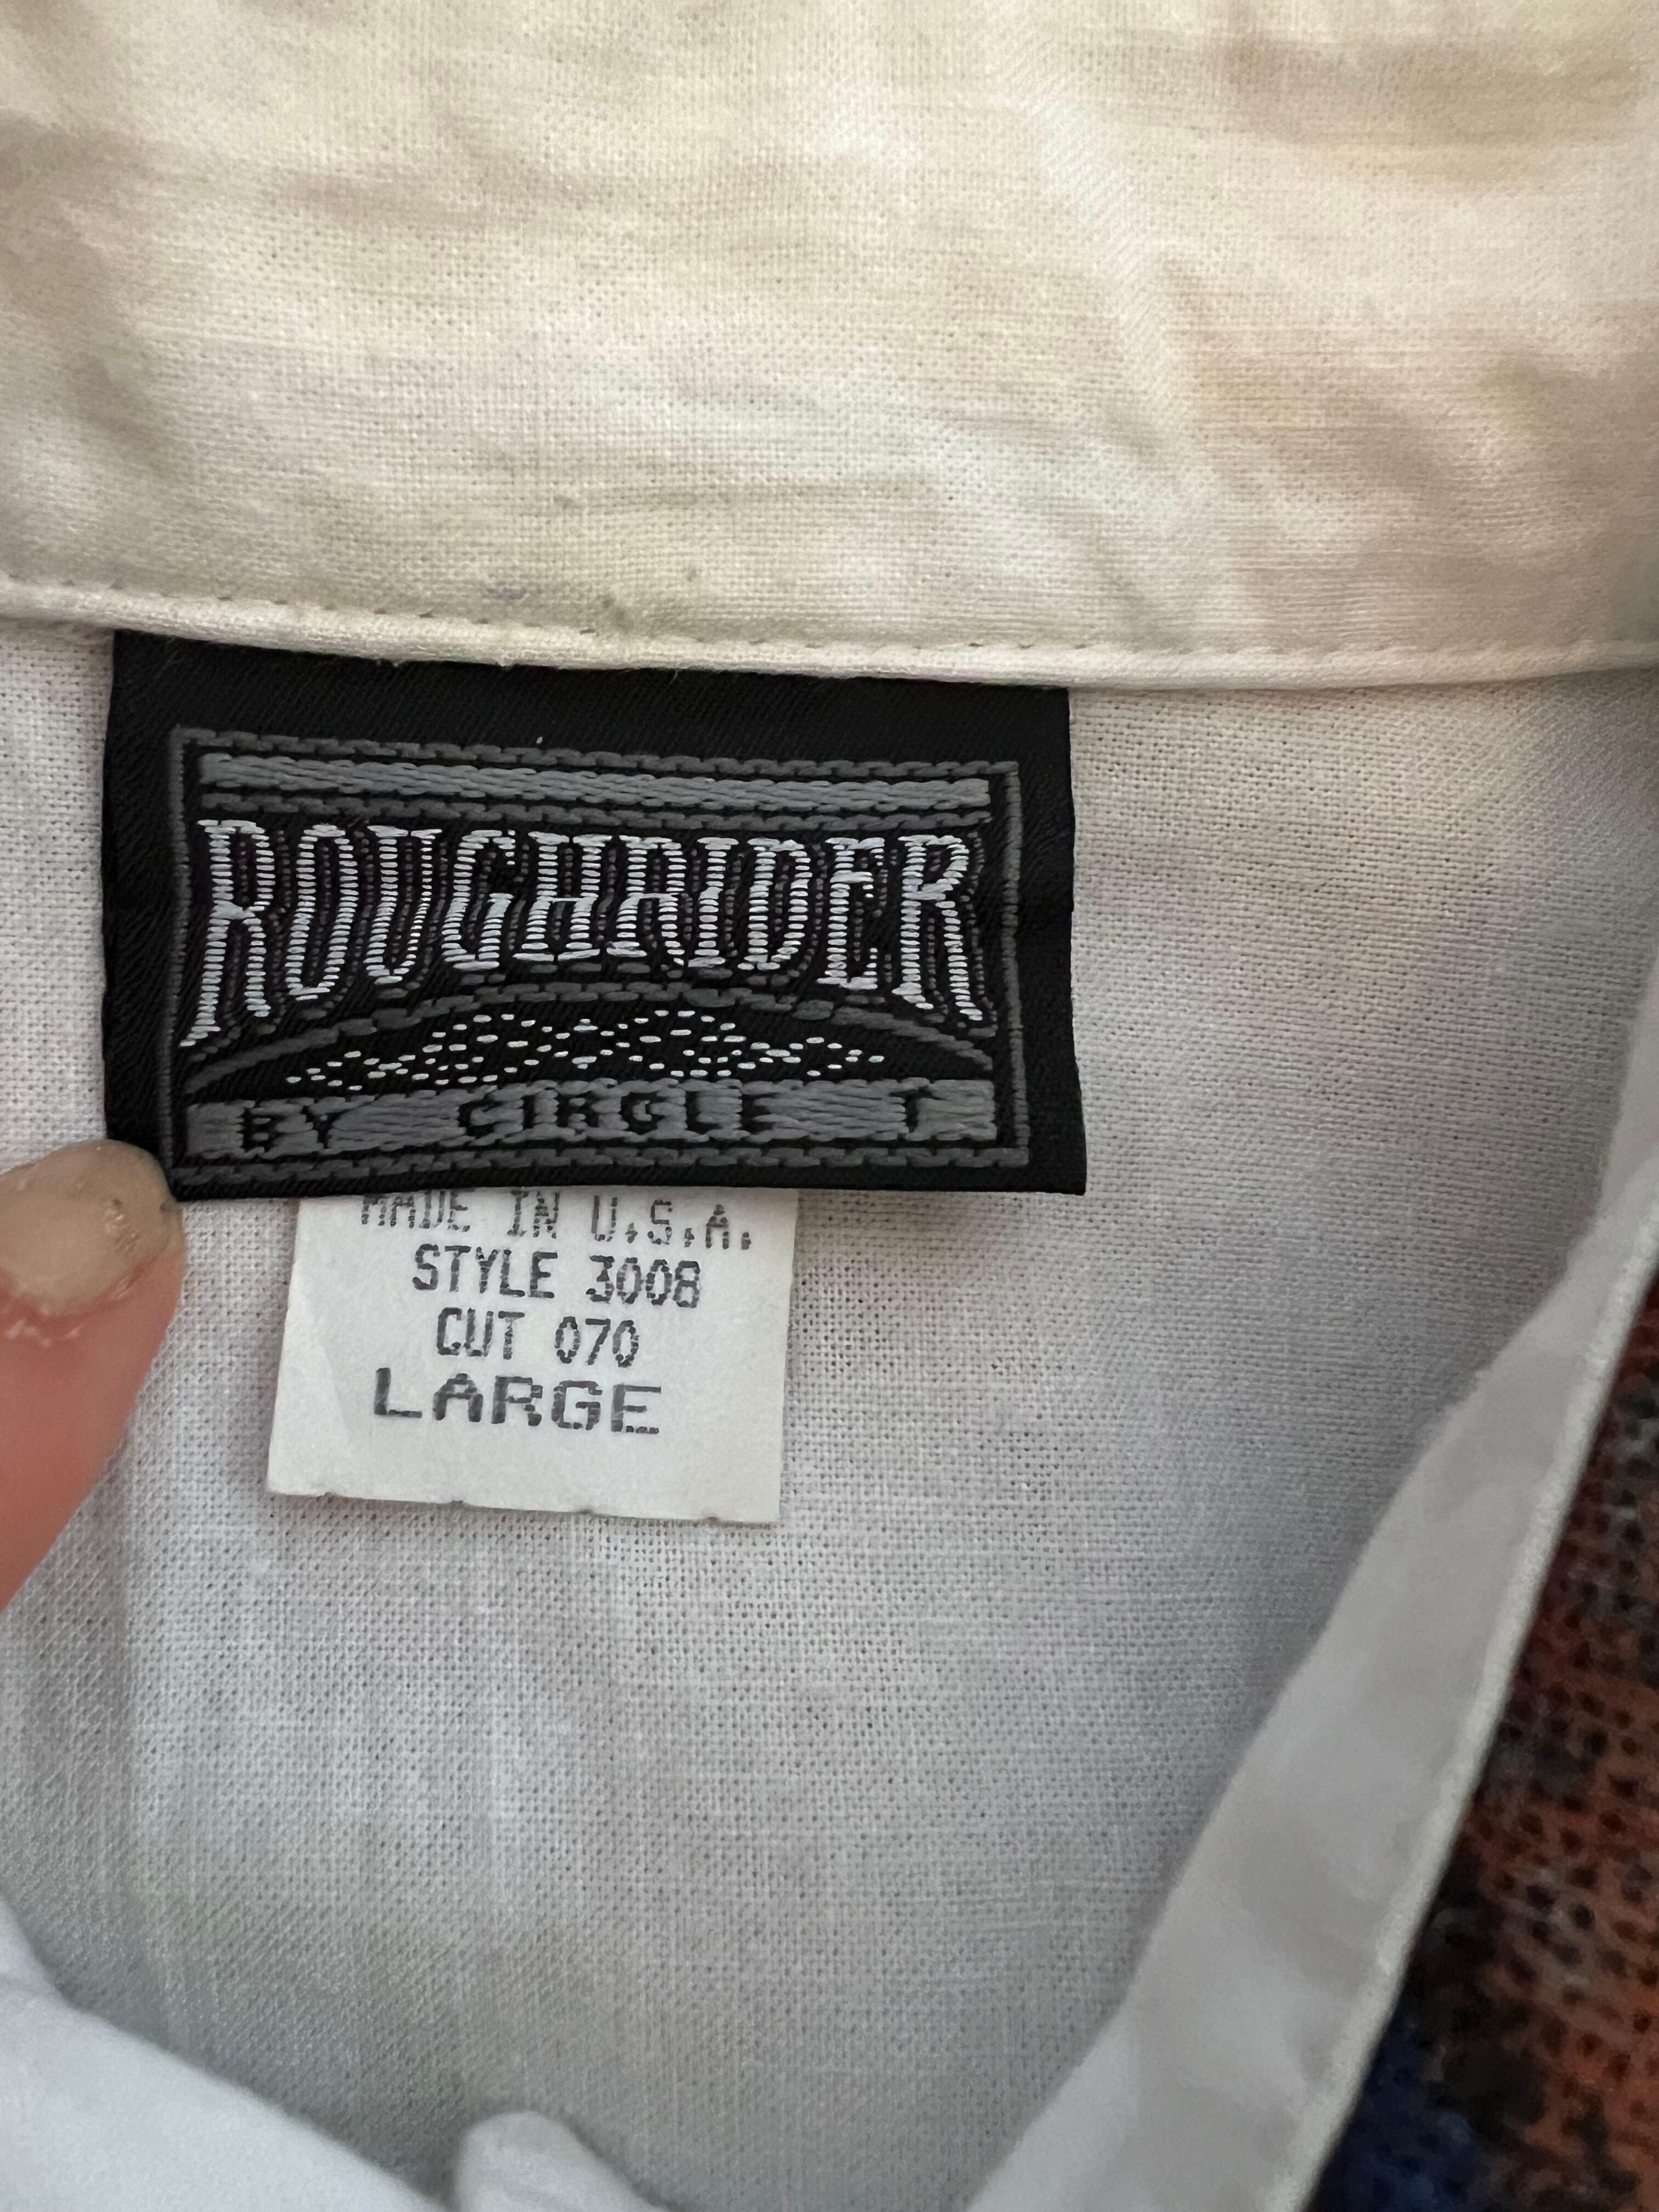 ROUGHRIDER
BY CIRCLE T
MADE IN U.S.A.
STYLE 3008
CUT 070
LARGE